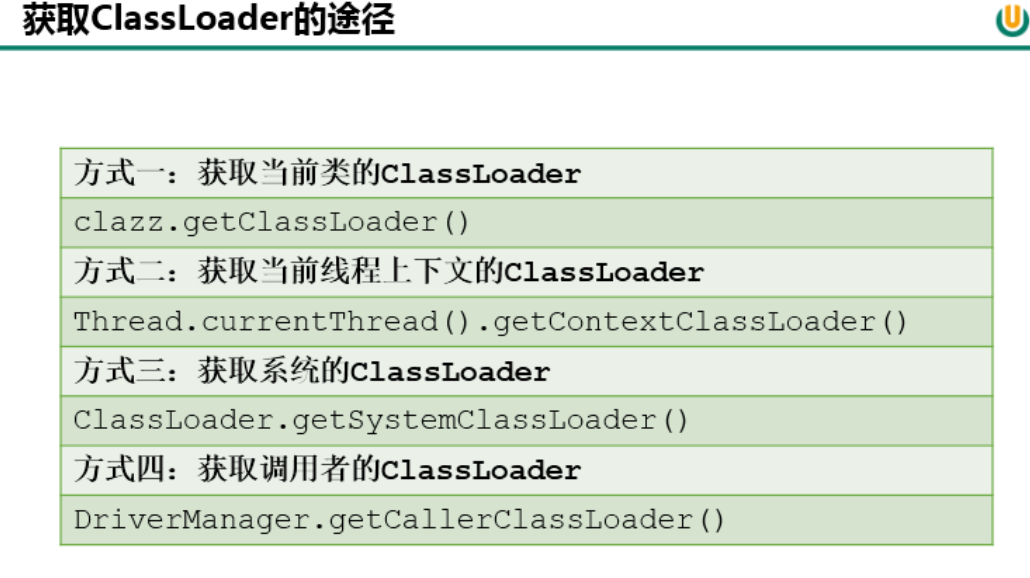 获取ClassLoader的途径
方式一：获取当前类的ClassLoader
clazz.getClassLoader()
方式二：获取当前线程上下文的ClassLoader
Thread.currentThread().getContextClassLoader()
方式三：获取系统的ClassLoader
ClassLoader.getSystemClassLoader()
方式四：获取调用者的ClassLoader
DriverManager.getCallerClassLoader()